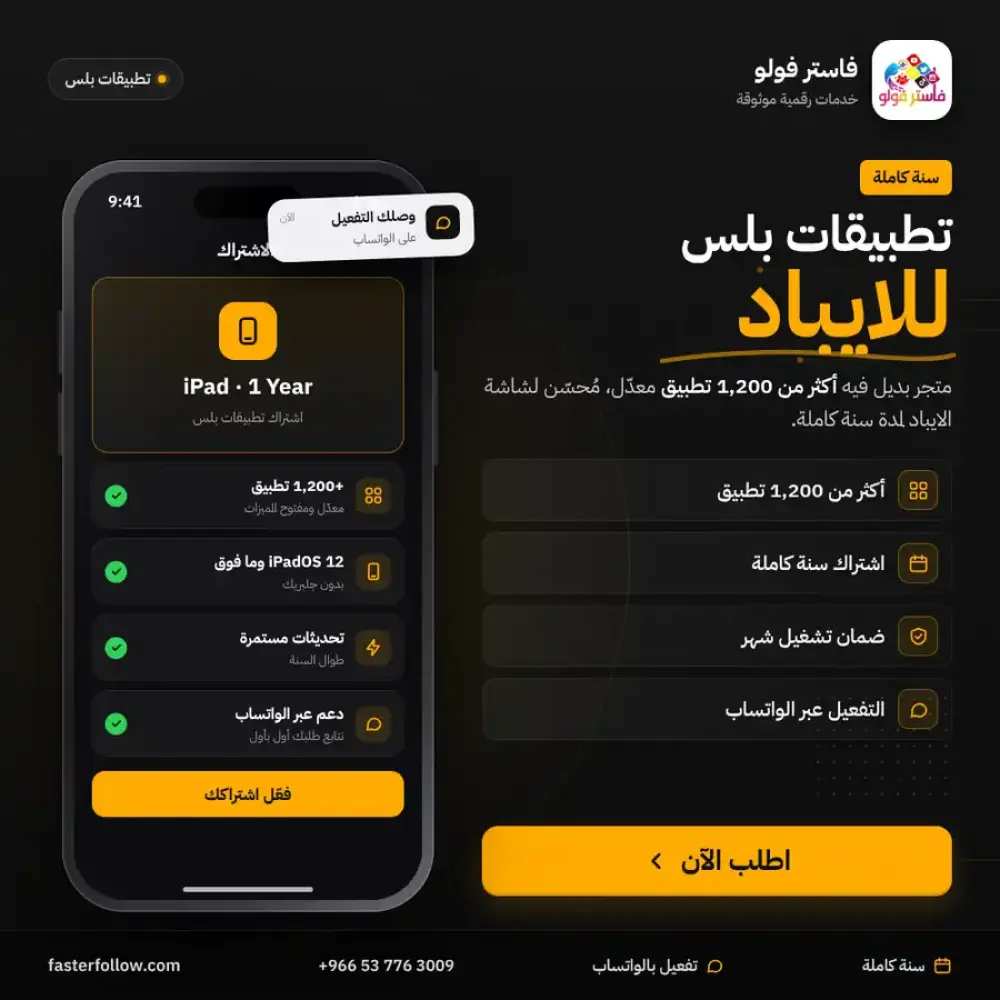 فاستر فولو
فاستر فولو
خدمات رقمية موثوقة
تطبيقات بلس
سنة كاملة
تطبيقات بلس
للايباد
متجر بديل فيه أكثر من 1,200 تطبيق معدّل، مُحسّن لشاشة
الايباد لمدة سنة كاملة.
أكثر من 1,200 تطبيق
اشتراك سنة كاملة
ضمان تشغيل شهر
التفعيل عبر الواتساب
اطلب الآن
9:41
وصلك التفعيل
الآن
على الواتساب
الاشتراك
iPad · 1 Year
اشتراك تطبيقات بلس
+1,200 تطبيق
معدّل ومفتوح الميزات
iPadOS 12 وما فوق
بدون جلبريك
تحديثات مستمرة
طوال السنة
دعم عبر الواتساب
نتابع طلبك أول بأول
فعّل اشتراكك
سنة كاملة
تفعيل بالواتساب
+966 53 776 3009
fasterfollow.com